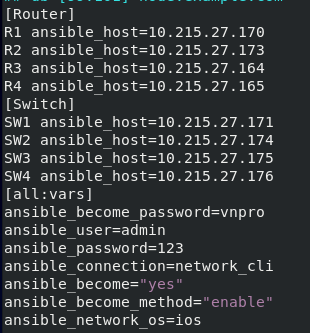 [Router]
R1 ansible_host=10.215.27.170
R2 ansible_host=10.215.27.173
R3 ansible_host=10.215.27.164
R4 ansible_host=10.215.27.165
[Switch]
SW1 ansible_host=10.215.27.171
SW2 ansible_host=10.215.27.174
SW3 ansible_host=10.215.27.175
SW4 ansible_host=10.215.27.176
[all:vars]
ansible_become_password=vnpro
ansible_user=admin
ansible_password=123
ansible_connection=network_cli
ansible_become="yes"
ansible_become_method="enable"
ansible_network_os=ios